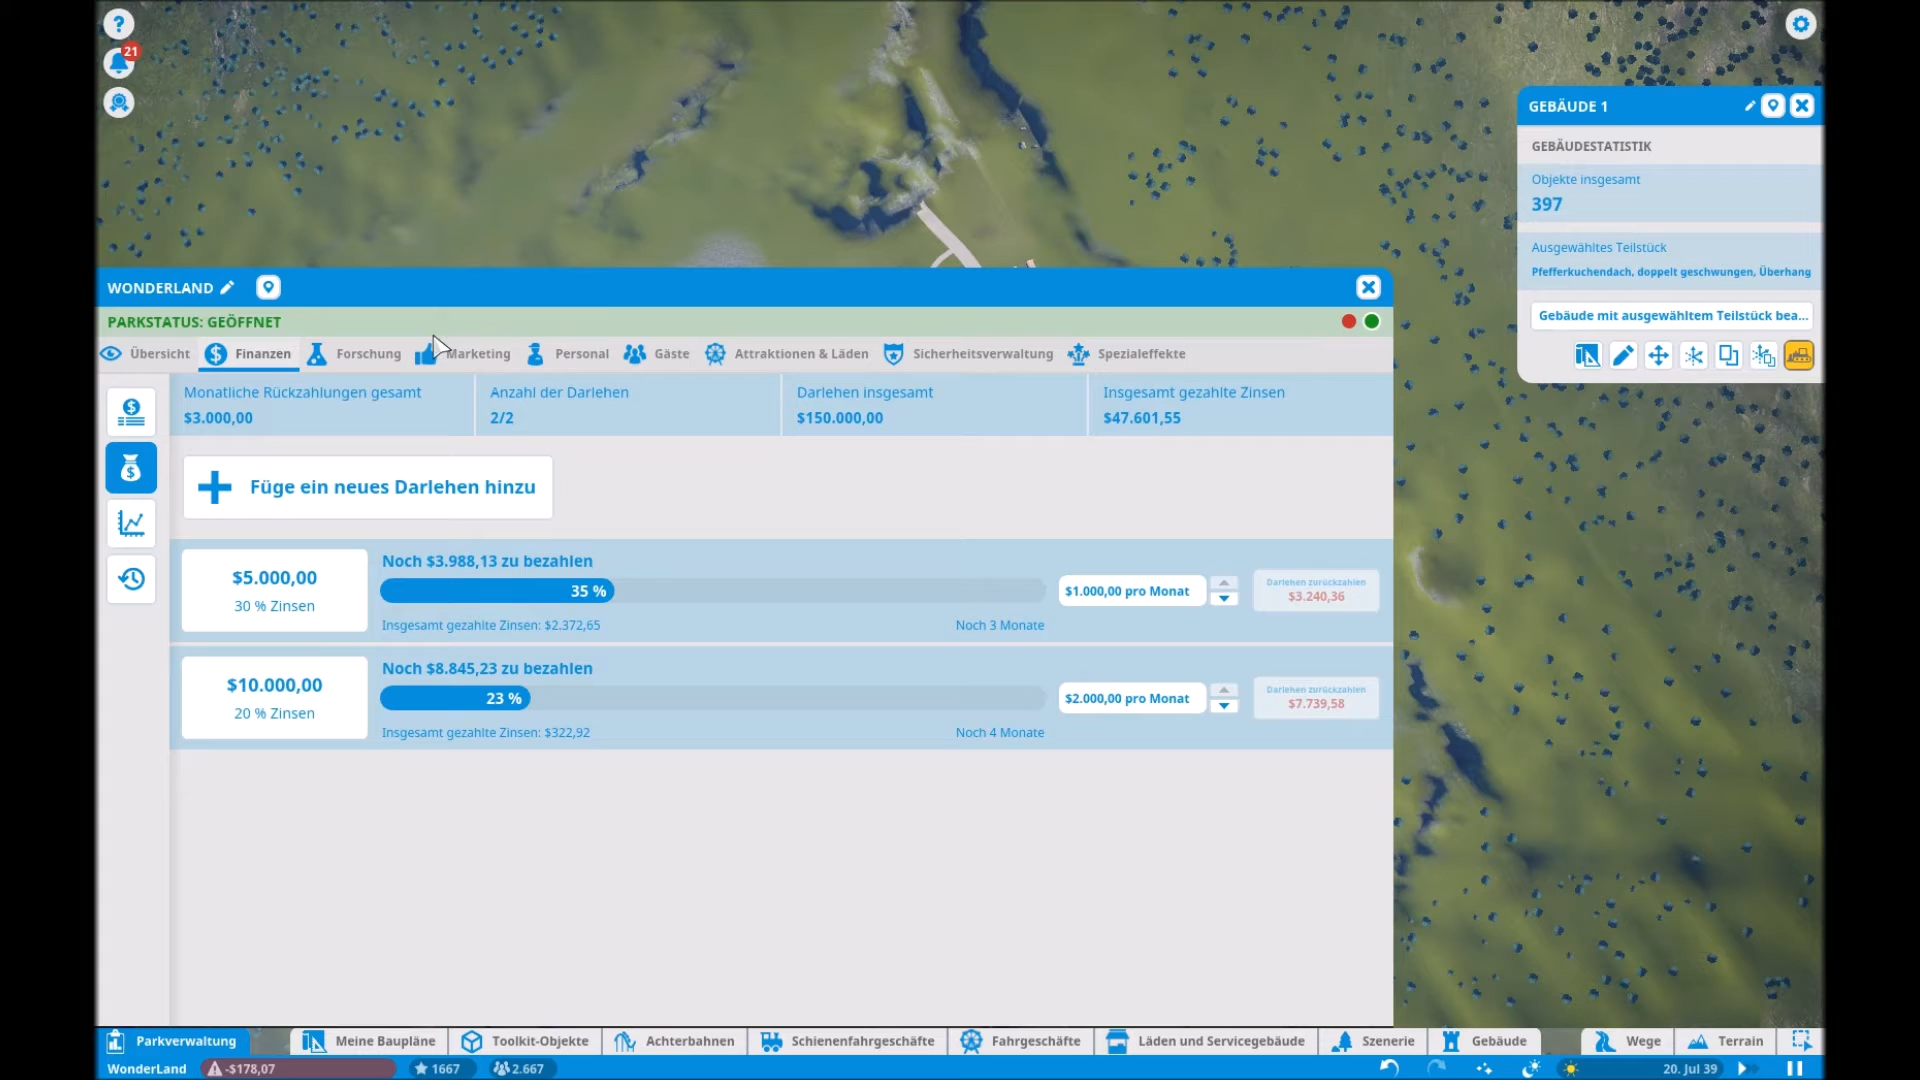 ?
21
GEBÄUDE 1
GEBÄUDESTATISTIK
Objekte insgesamt
397
Ausgewähltes Teilstück
Pfefferkuchendach, doppelt geschwungen, Überhang
Gebäude mit ausgewähltem Teilstück bea...
WONDERLAND
PARKSTATUS: GEÖFFNET
Übersicht
Finanzen
Forschung
Marketing
Personal
Gäste
Attraktionen & Läden
Sicherheitsverwaltung
Spezialeffekte
Monatliche Rückzahlungen gesamt
$3.000,00
Anzahl der Darlehen
2/2
Darlehen insgesamt
$150.000,00
Insgesamt gezahlte Zinsen
$47.601,55
Füge ein neues Darlehen hinzu
$5.000,00
30 % Zinsen
Noch $3.988,13 zu bezahlen
35 %
Insgesamt gezahlte Zinsen: $2.372,65
Noch 3 Monate
$1.000,00 pro Monat
Darlehen zurückzahlen
$3.240,36
$10.000,00
20 % Zinsen
Noch $8.845,23 zu bezahlen
23 %
Insgesamt gezahlte Zinsen: $322,92
Noch 4 Monate
$2.000,00 pro Monat
Darlehen zurückzahlen
$7.739,58
Parkverwaltung
Meine Baupläne
Toolkit-Objekte
Achterbahnen
Schienenfahrgeschäfte
Fahrgeschäfte
Läden und Servicegebäude
Szenerie
Gebäude
Wege
Terrain
WonderLand
-$178,07
1667
2.667
20. Jul 39